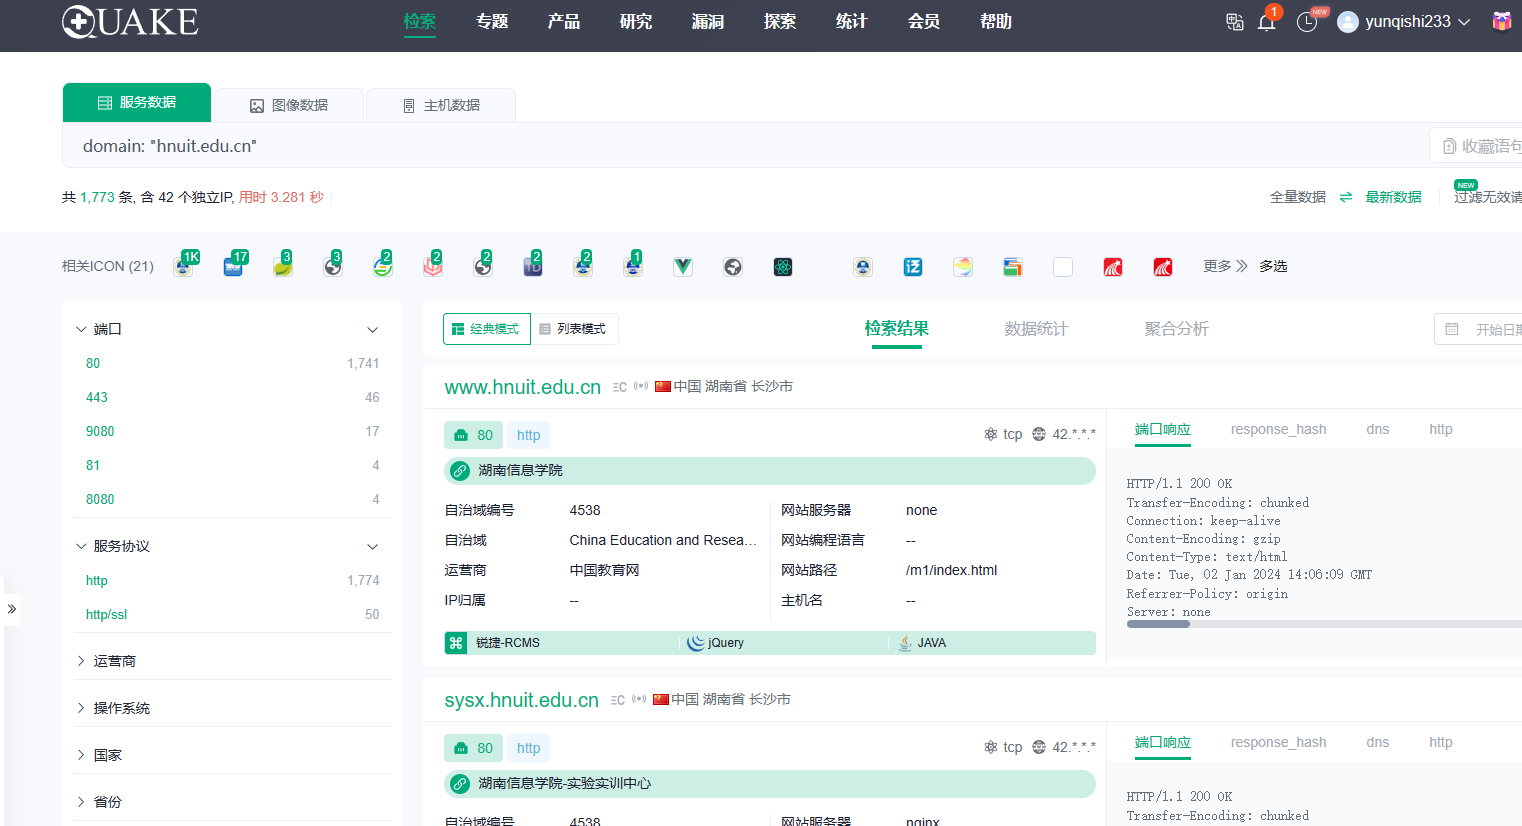 QUAKE 检索 专题 产品 研究 漏洞 探索 统计 会员 帮助 1 NEW yunqishi233
服务数据 图像数据 主机数据
domain: "hnuit.edu.cn" 收藏语句
共 1,773 条, 含 42 个独立IP, 用时 3.281 秒 全量数据 最新数据 NEW 过滤无效请
相关ICON (21) 1K 17 3 3 2 2 2 2 2 1 更多 多选
端口
80 1,741
443 46
9080 17
81 4
8080 4
服务协议
http 1,774
http/ssl 50
运营商
操作系统
国家
省份
经典模式 列表模式 检索结果 数据统计 聚合分析 开始日期
www.hnuit.edu.cn 中国 湖南省 长沙市
80 http tcp 42.*.*.*
湖南信息学院
自治域编号 4538 网站服务器 none
自治域 China Education and Resea... 网站编程语言 --
运营商 中国教育网 网站路径 /m1/index.html
IP归属 -- 主机名 --
锐捷-RCMS jQuery JAVA
端口响应 response_hash dns http
HTTP/1.1 200 OK
Transfer-Encoding: chunked
Connection: keep-alive
Content-Encoding: gzip
Content-Type: text/html
Date: Tue, 02 Jan 2024 14:06:09 GMT
Referrer-Policy: origin
Server: none
sysx.hnuit.edu.cn 中国 湖南省 长沙市
80 http tcp 42.*.*.*
湖南信息学院-实验实训中心
自治域编号 4538 网站服务器 nginx
端口响应 response_hash dns http
HTTP/1.1 200 OK
Transfer-Encoding: chunked